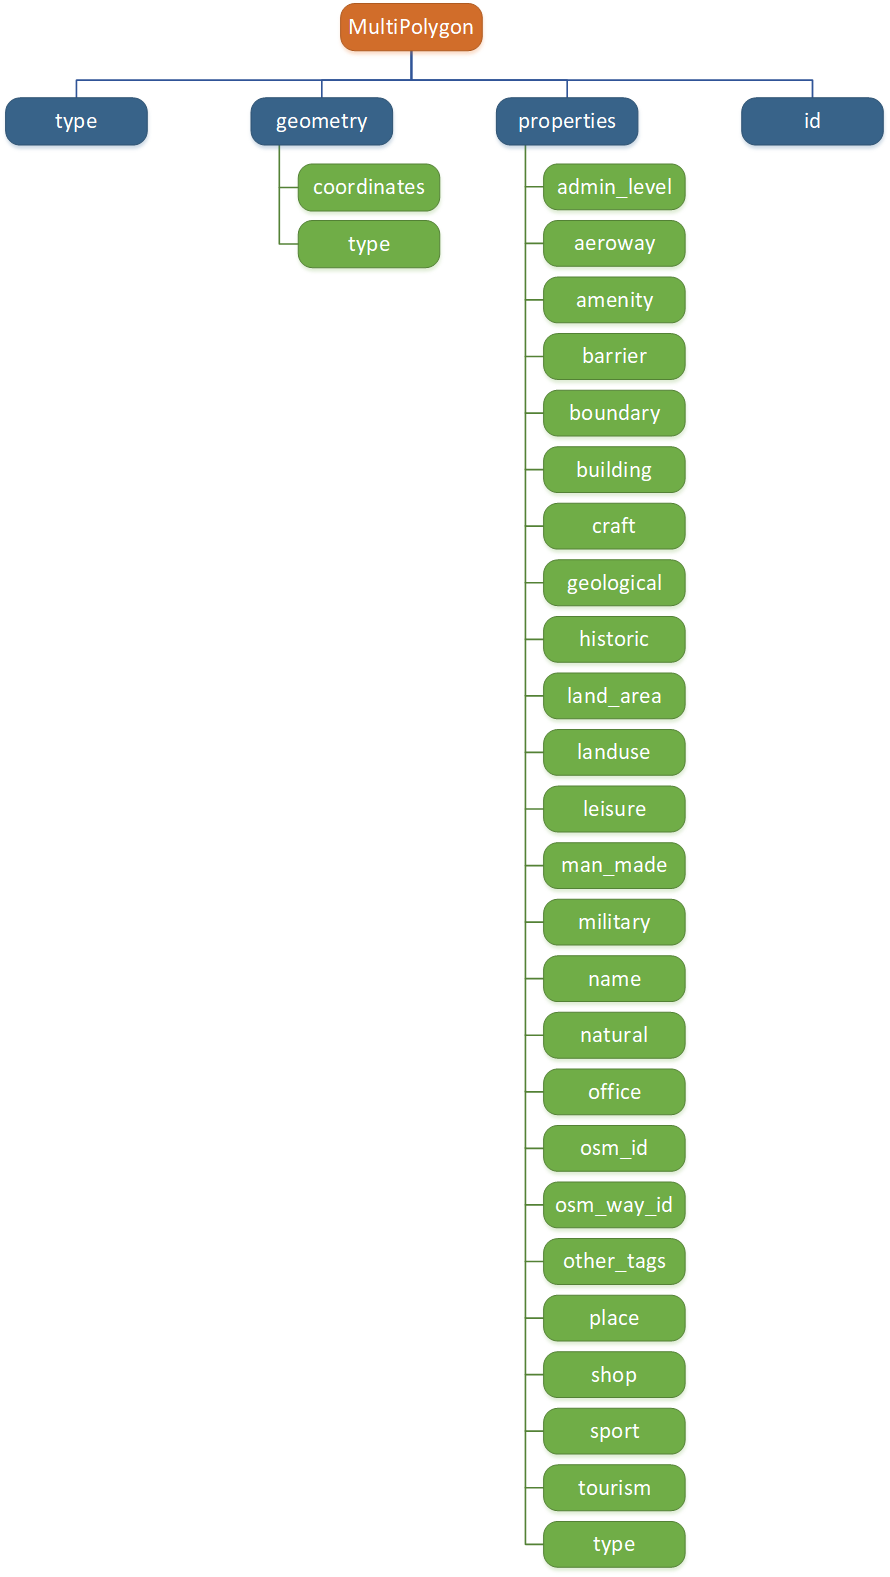 MultiPolygon
type
geometry
properties
id
coordinates
type
admin_level
aeroway
amenity
barrier
boundary
building
craft
geological
historic
land_area
landuse
leisure
man_made
military
name
natural
office
osm_id
osm_way_id
other_tags
place
shop
sport
tourism
type